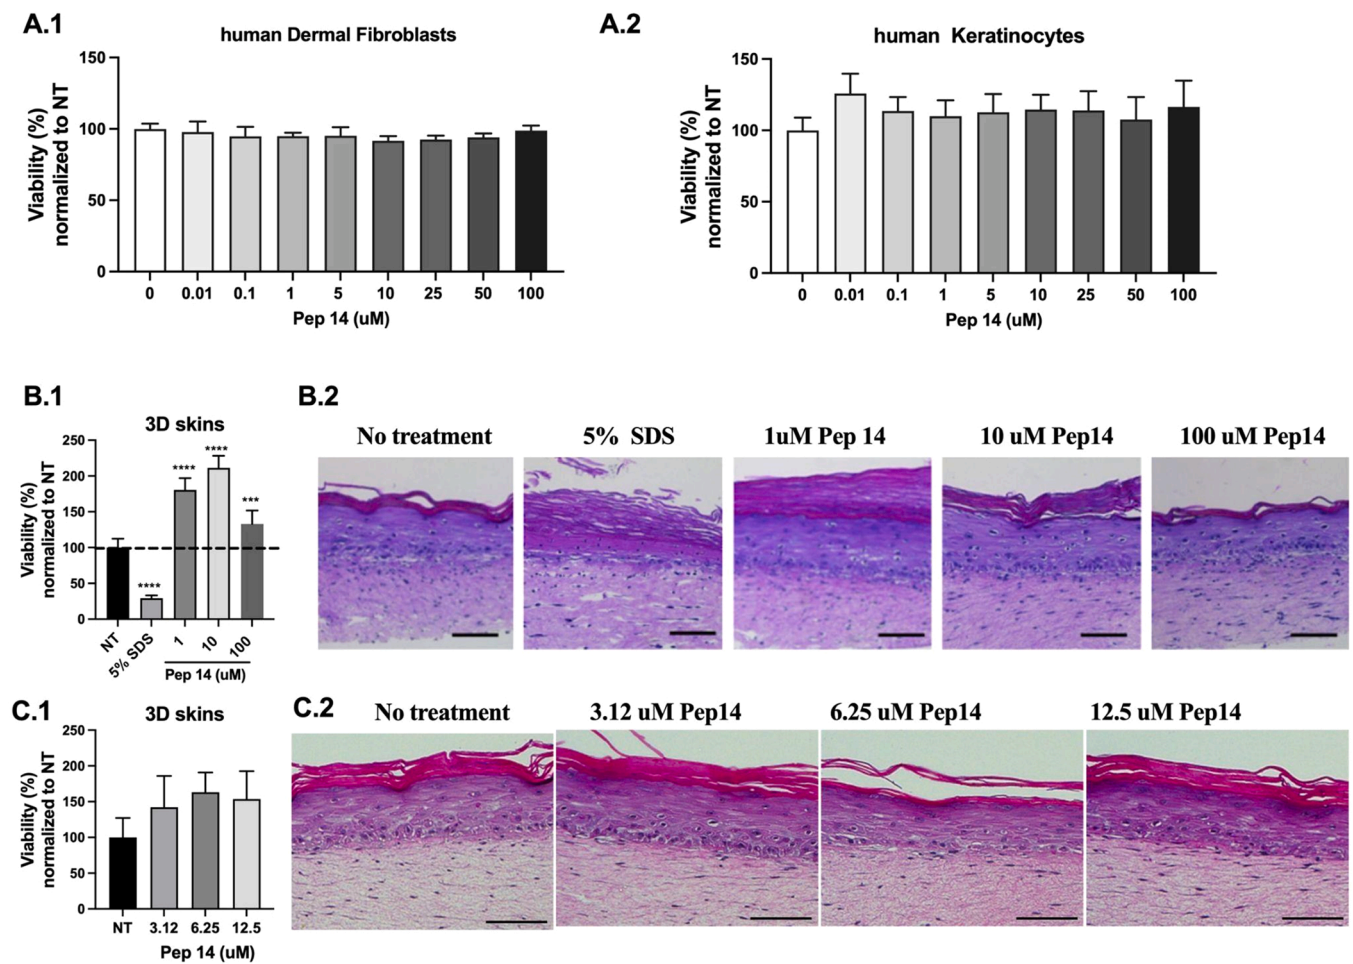 A.1
human Dermal Fibroblasts
Viability (%)
normalized to NT
150
100
50
0
0 0.01 0.1 1 5 10 25 50 100
Pep 14 (uM)
A.2
human Keratinocytes
Viability (%)
normalized to NT
150
100
50
0
0 0.01 0.1 1 5 10 25 50 100
Pep 14 (uM)
B.1
3D skins
Viability (%)
normalized to NT
250
200
150
100
50
0
****
****
****
***
NT 5% SDS 1 10 100
Pep 14 (uM)
B.2
No treatment
5% SDS
1uM Pep 14
10 uM Pep14
100 uM Pep14
C.1
3D skins
Viability (%)
normalized to NT
250
200
150
100
50
0
NT 3.12 6.25 12.5
Pep 14 (uM)
C.2
No treatment
3.12 uM Pep14
6.25 uM Pep14
12.5 uM Pep14